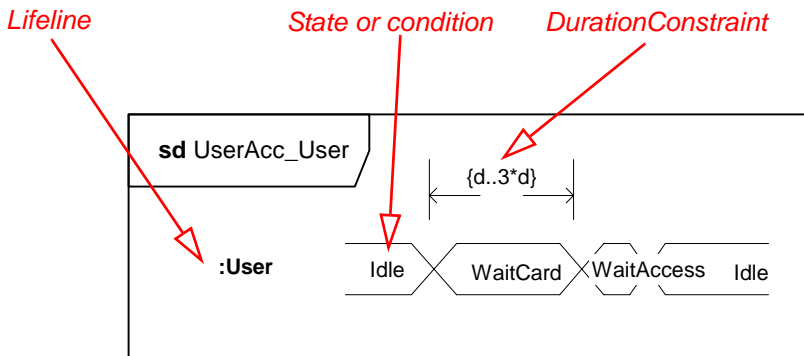 Lifeline State or condition DurationConstraint
sd UserAcc_User
{d..3*d}
:User Idle WaitCard WaitAccess Idle